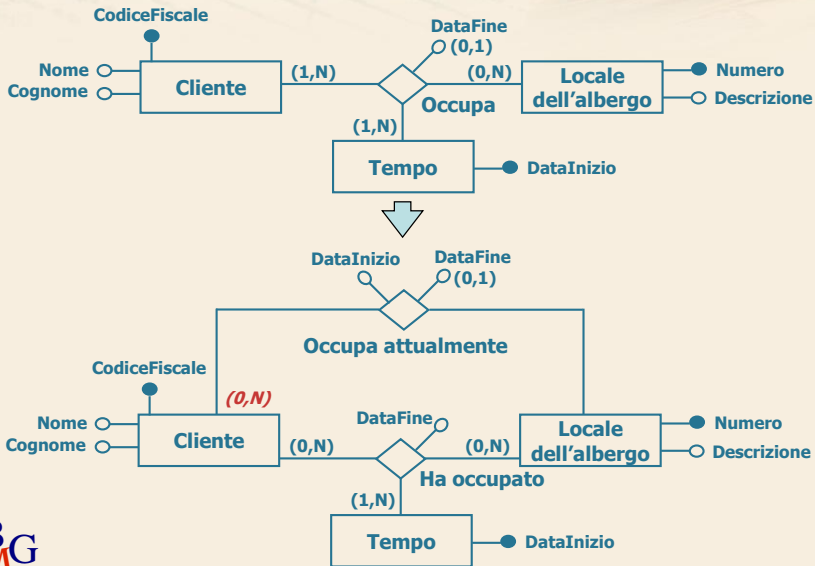 CodiceFiscale
DataFine
(0,1)
Nome
Cognome
Cliente
(1,N)
(0,N)
Occupa
Locale
dell'albergo
Numero
Descrizione
(1,N)
Tempo
DataInizio
DataInizio
DataFine
(0,1)
Occupa attualmente
CodiceFiscale
(0,N)
Nome
Cognome
Cliente
(0,N)
DataFine
(0,N)
Ha occupato
Locale
dell'albergo
Numero
Descrizione
(1,N)
Tempo
DataInizio
G